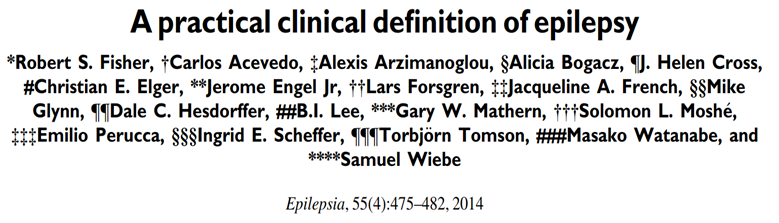 A practical clinical definition of epilepsy
*Robert S. Fisher, †Carlos Acevedo, ‡Alexis Arzimanoglou, §Alicia Bogacz, ¶J. Helen Cross,
#Christian E. Elger, **Jerome Engel Jr, ††Lars Forsgren, ‡‡Jacqueline A. French, §§Mike
Glynn, ¶¶Dale C. Hesdorffer, ##B.I. Lee, ***Gary W. Mathern, †††Solomon L. Moshé,
‡‡‡Emilio Perucca, §§§Ingrid E. Scheffer, ¶¶¶Torbjörn Tomson, ###Masako Watanabe, and
****Samuel Wiebe
Epilepsia, 55(4):475–482, 2014